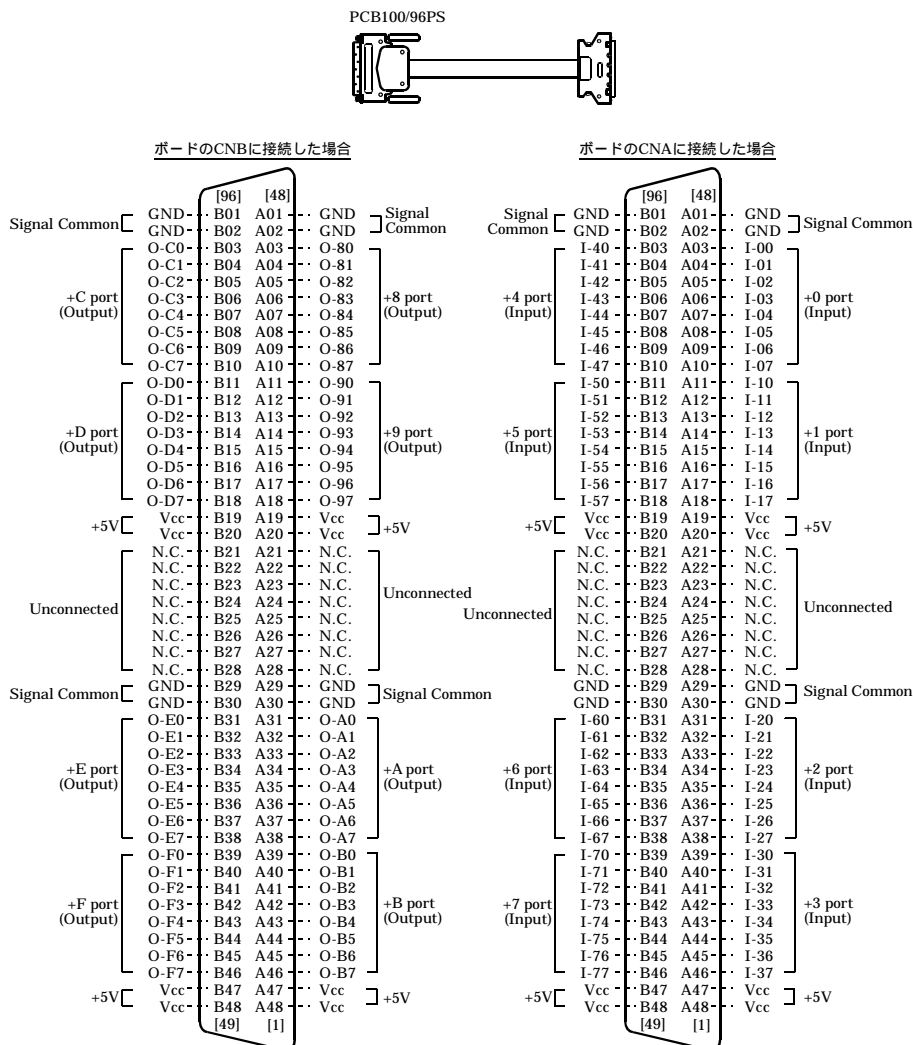 PCB100/96PS
ボードのCNBに接続した場合
[96] [48]
Signal Common GND B01 A01 GND Signal Common
GND B02 A02 GND
O-C0 B03 A03 O-80
O-C1 B04 A04 O-81
O-C2 B05 A05 O-82
+C port (Output) O-C3 B06 A06 O-83 +8 port (Output)
O-C4 B07 A07 O-84
O-C5 B08 A08 O-85
O-C6 B09 A09 O-86
O-C7 B10 A10 O-87
O-D0 B11 A11 O-90
O-D1 B12 A12 O-91
O-D2 B13 A13 O-92
+D port (Output) O-D3 B14 A14 O-93 +9 port (Output)
O-D4 B15 A15 O-94
O-D5 B16 A16 O-95
O-D6 B17 A17 O-96
O-D7 B18 A18 O-97
+5V Vcc B19 A19 Vcc +5V
Vcc B20 A20 Vcc
N.C. B21 A21 N.C.
N.C. B22 A22 N.C.
N.C. B23 A23 N.C.
Unconnected N.C. B24 A24 N.C. Unconnected
N.C. B25 A25 N.C.
N.C. B26 A26 N.C.
N.C. B27 A27 N.C.
N.C. B28 A28 N.C.
Signal Common GND B29 A29 GND Signal Common
GND B30 A30 GND
O-E0 B31 A31 O-A0
O-E1 B32 A32 O-A1
O-E2 B33 A33 O-A2
+E port (Output) O-E3 B34 A34 O-A3 +A port (Output)
O-E4 B35 A35 O-A4
O-E5 B36 A36 O-A5
O-E6 B37 A37 O-A6
O-E7 B38 A38 O-A7
O-F0 B39 A39 O-B0
O-F1 B40 A40 O-B1
O-F2 B41 A41 O-B2
+F port (Output) O-F3 B42 A42 O-B3 +B port (Output)
O-F4 B43 A43 O-B4
O-F5 B44 A44 O-B5
O-F6 B45 A45 O-B6
O-F7 B46 A46 O-B7
+5V Vcc B47 A47 Vcc +5V
Vcc B48 A48 Vcc
[49] [1]
ボードのCNAに接続した場合
[96] [48]
Signal Common GND B01 A01 GND Signal Common
GND B02 A02 GND
I-40 B03 A03 I-00
I-41 B04 A04 I-01
I-42 B05 A05 I-02
+4 port (Input) I-43 B06 A06 I-03 +0 port (Input)
I-44 B07 A07 I-04
I-45 B08 A08 I-05
I-46 B09 A09 I-06
I-47 B10 A10 I-07
I-50 B11 A11 I-10
I-51 B12 A12 I-11
I-52 B13 A13 I-12
+5 port (Input) I-53 B14 A14 I-13 +1 port (Input)
I-54 B15 A15 I-14
I-55 B16 A16 I-15
I-56 B17 A17 I-16
I-57 B18 A18 I-17
+5V Vcc B19 A19 Vcc +5V
Vcc B20 A20 Vcc
N.C. B21 A21 N.C.
N.C. B22 A22 N.C.
N.C. B23 A23 N.C.
Unconnected N.C. B24 A24 N.C. Unconnected
N.C. B25 A25 N.C.
N.C. B26 A26 N.C.
N.C. B27 A27 N.C.
N.C. B28 A28 N.C.
GND B29 A29 GND Signal Common
GND B30 A30 GND
I-60 B31 A31 I-20
I-61 B32 A32 I-21
I-62 B33 A33 I-22
+6 port (Input) I-63 B34 A34 I-23 +2 port (Input)
I-64 B35 A35 I-24
I-65 B36 A36 I-25
I-66 B37 A37 I-26
I-67 B38 A38 I-27
I-70 B39 A39 I-30
I-71 B40 A40 I-31
I-72 B41 A41 I-32
+7 port (Input) I-73 B42 A42 I-33 +3 port (Input)
I-74 B43 A43 I-34
I-75 B44 A44 I-35
I-76 B45 A45 I-36
I-77 B46 A46 I-37
+5V Vcc B47 A47 Vcc +5V
Vcc B48 A48 Vcc
[49] [1]